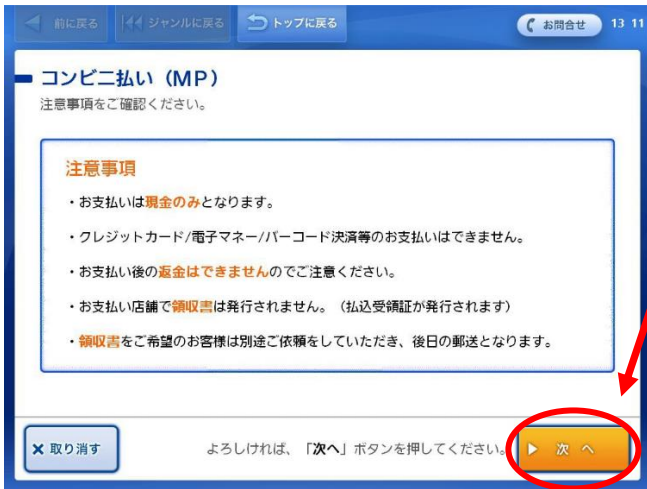 前に戻る ジャンルに戻る トップに戻る お問合せ 13 11
コンビニ払い（MP）
注意事項をご確認ください。
注意事項
・お支払いは現金のみとなります。
・クレジットカード/電子マネー/バーコード決済等のお支払いはできません。
・お支払い後の返金はできませんのでご注意ください。
・お支払い店舗で領収書は発行されません。（払込受領証が発行されます）
・領収書をご希望のお客様は別途ご依頼をしていただき、後日の郵送となります。
× 取り消す よろしければ、「次へ」ボタンを押してください。 次 へ